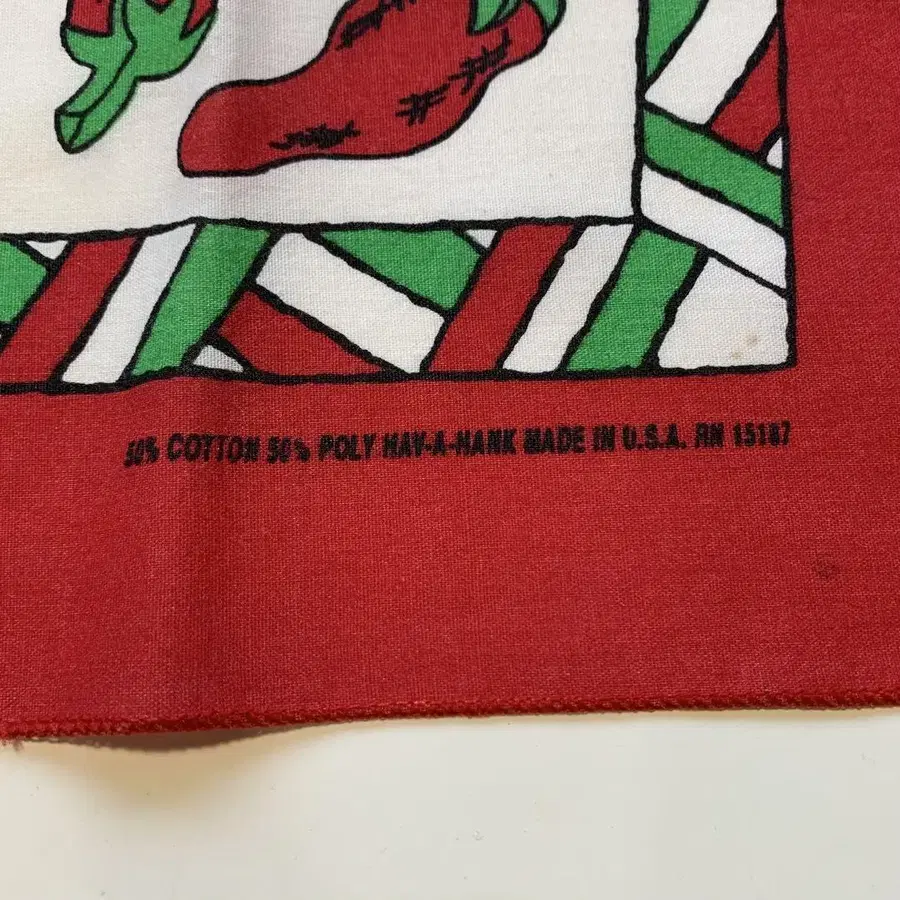 50% COTTON 50% POLY HAV-A-HANK MADE IN U.S.A. RN 15187